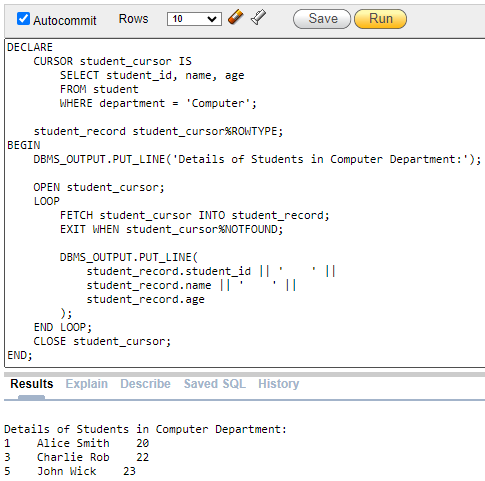 Autocommit Rows 10 Save Run
DECLARE
    CURSOR student_cursor IS
        SELECT student_id, name, age
        FROM student
        WHERE department = 'Computer';

    student_record student_cursor%ROWTYPE;
BEGIN
    DBMS_OUTPUT.PUT_LINE('Details of Students in Computer Department:');

    OPEN student_cursor;
    LOOP
        FETCH student_cursor INTO student_record;
        EXIT WHEN student_cursor%NOTFOUND;

        DBMS_OUTPUT.PUT_LINE(
            student_record.student_id || '    ' ||
            student_record.name || '    ' ||
            student_record.age
        );
    END LOOP;
    CLOSE student_cursor;
END;
Results Explain Describe Saved SQL History
Details of Students in Computer Department:
1    Alice Smith    20
3    Charlie Rob    22
5    John Wick    23